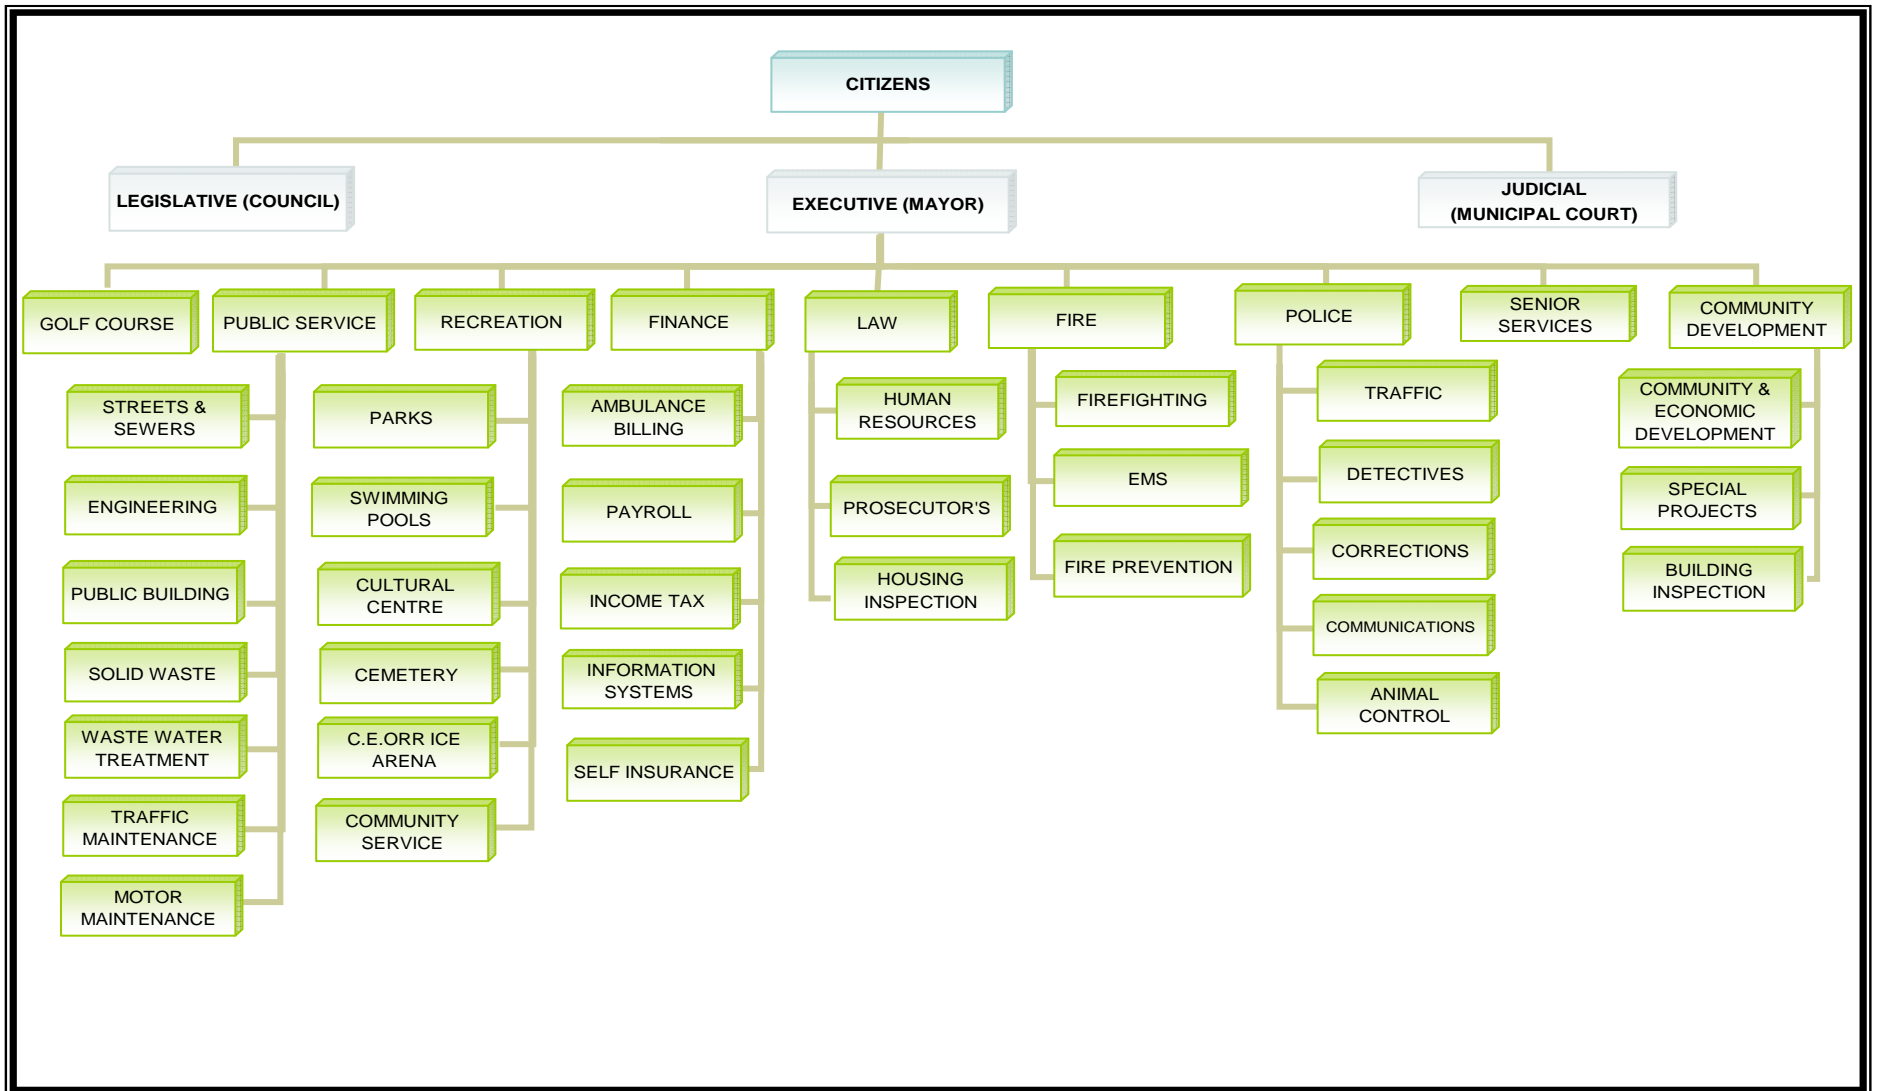 CITIZENS
LEGISLATIVE (COUNCIL)
EXECUTIVE (MAYOR)
JUDICIAL
(MUNICIPAL COURT)
GOLF COURSE
PUBLIC SERVICE
RECREATION
FINANCE
LAW
FIRE
POLICE
SENIOR
SERVICES
COMMUNITY
DEVELOPMENT
STREETS &
SEWERS
ENGINEERING
PUBLIC BUILDING
SOLID WASTE
WASTE WATER
TREATMENT
TRAFFIC
MAINTENANCE
MOTOR
MAINTENANCE
PARKS
SWIMMING
POOLS
CULTURAL
CENTRE
CEMETERY
C.E.ORR ICE
ARENA
COMMUNITY
SERVICE
AMBULANCE
BILLING
PAYROLL
INCOME TAX
INFORMATION
SYSTEMS
SELF INSURANCE
HUMAN
RESOURCES
PROSECUTOR'S
HOUSING
INSPECTION
FIREFIGHTING
EMS
FIRE PREVENTION
TRAFFIC
DETECTIVES
CORRECTIONS
COMMUNICATIONS
ANIMAL
CONTROL
COMMUNITY &
ECONOMIC
DEVELOPMENT
SPECIAL
PROJECTS
BUILDING
INSPECTION